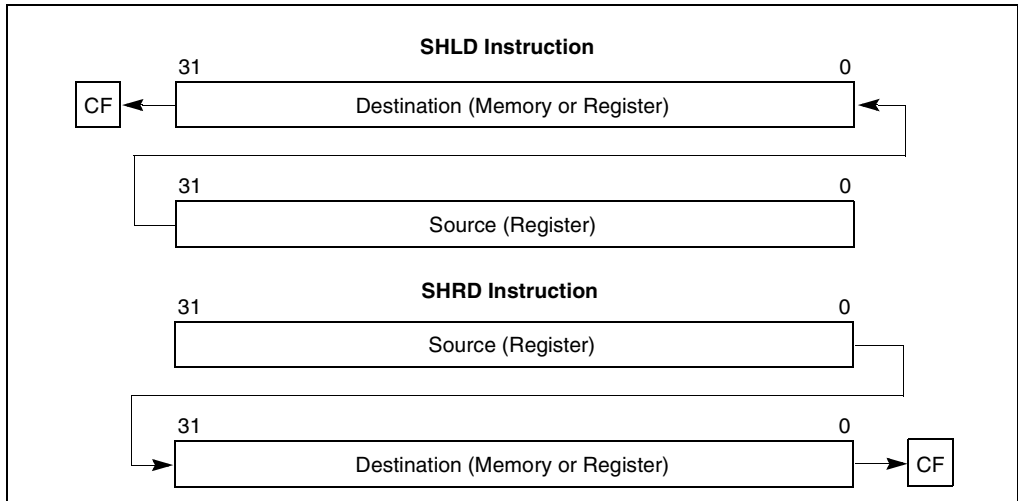 SHLD Instruction
31 0
CF Destination (Memory or Register)
31 0
Source (Register)
SHRD Instruction
31 0
Source (Register)
31 0
Destination (Memory or Register) CF